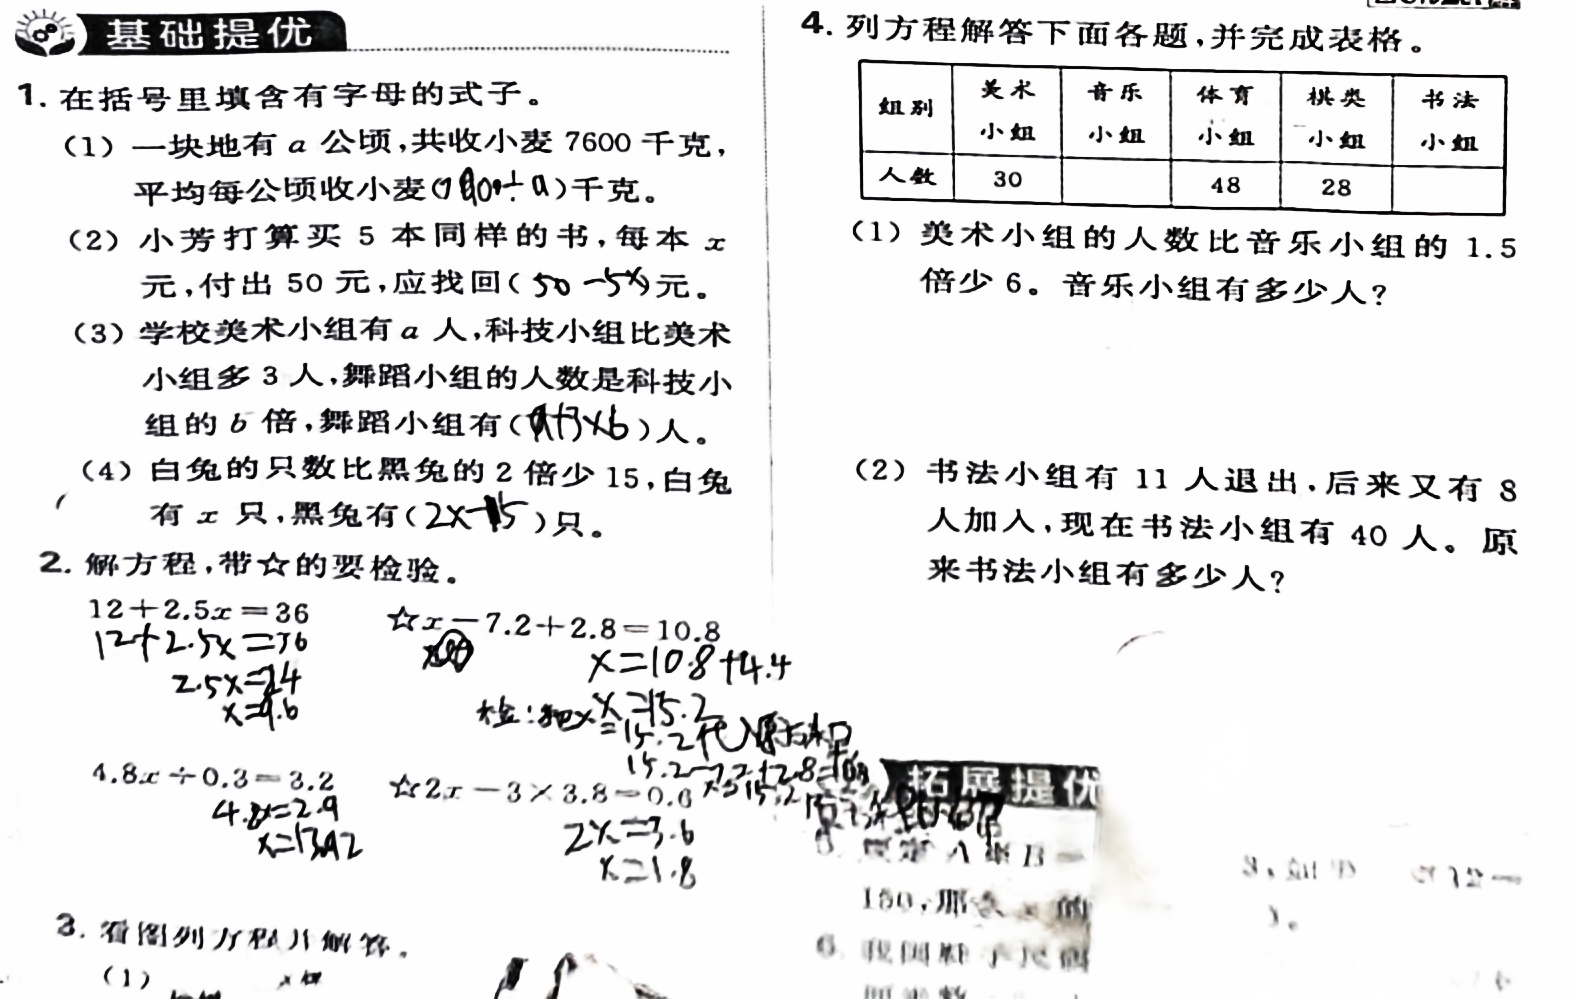 基础提优
1. 在括号里填含有字母的式子。
(1) 一块地有 a 公顷,共收小麦 7600 千克,
平均每公顷收小麦(7600÷a)千克。
(2) 小芳打算买 5 本同样的书,每本 x
元,付出 50 元,应找回(50-5x)元。
(3) 学校美术小组有 a 人,科技小组比美术
小组多 3 人,舞蹈小组的人数是科技小
组的 b 倍,舞蹈小组有(a+3×b)人。
(4) 白兔的只数比黑兔的 2 倍少 15,白兔
有 x 只,黑兔有(2x-15)只。
2. 解方程,带☆的要检验。
12+2.5x=36
12+2.5x=36
2.5x=24
x=9.6
☆x-7.2+2.8=10.8
x=10.8+4.4
x=15.2
检:把x
=15.2代入原方程
15.2-7.2+2.8=10.8
x=15.2
4.8x÷0.3=3.2
4.8x=2.9
☆2x-3×3.8=0.6
2x=3.6
x=1.8
3. 看图列方程并解答。
(1)
4. 列方程解答下面各题,并完成表格。
组别 美术小组 音乐小组 体育小组 棋类小组 书法小组
人数 30 48 28
(1) 美术小组的人数比音乐小组的 1.5
倍少 6。音乐小组有多少人?
(2) 书法小组有 11 人退出,后来又有 8
人加入,现在书法小组有 40 人。原
来书法小组有多少人?
拓展提优
150,那么 的
6. 我国鞋子尺码